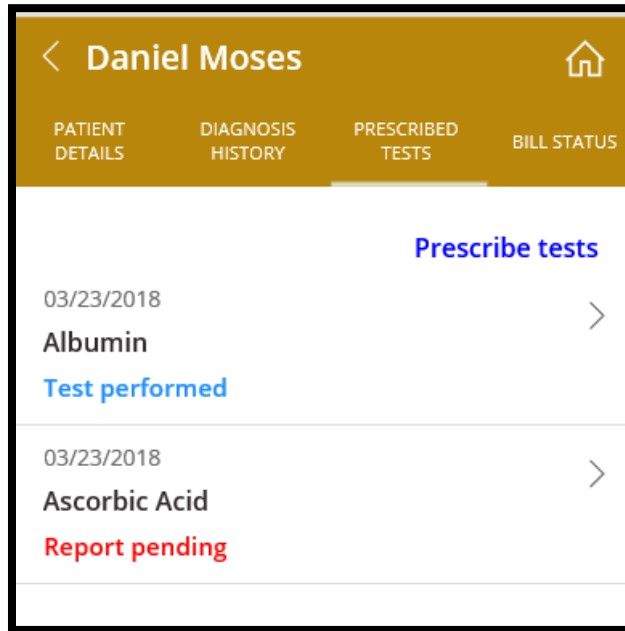 Daniel Moses
PATIENT DETAILS
DIAGNOSIS HISTORY
PRESCRIBED TESTS
BILL STATUS
Prescribe tests
03/23/2018
Albumin
Test performed
03/23/2018
Ascorbic Acid
Report pending